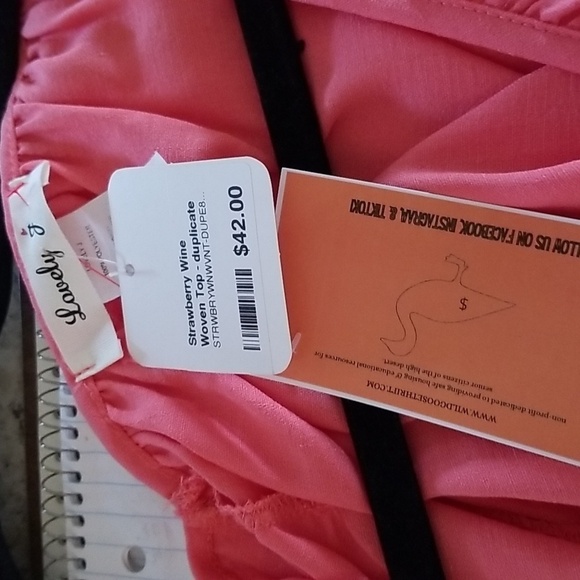 Lovely J
Strawberry Wine
Woven Top - duplicate
STRWBRYWNWVNT-DUPE8...
$42.00
LLOW US ON FACEBOOK, INSTAGRAM, & TIKTOK!
$
WWW.WILDGOOSETHRIFT.COM
non-profit dedicated to providing safe housing & educational resources for
senior citizens of the high desert.